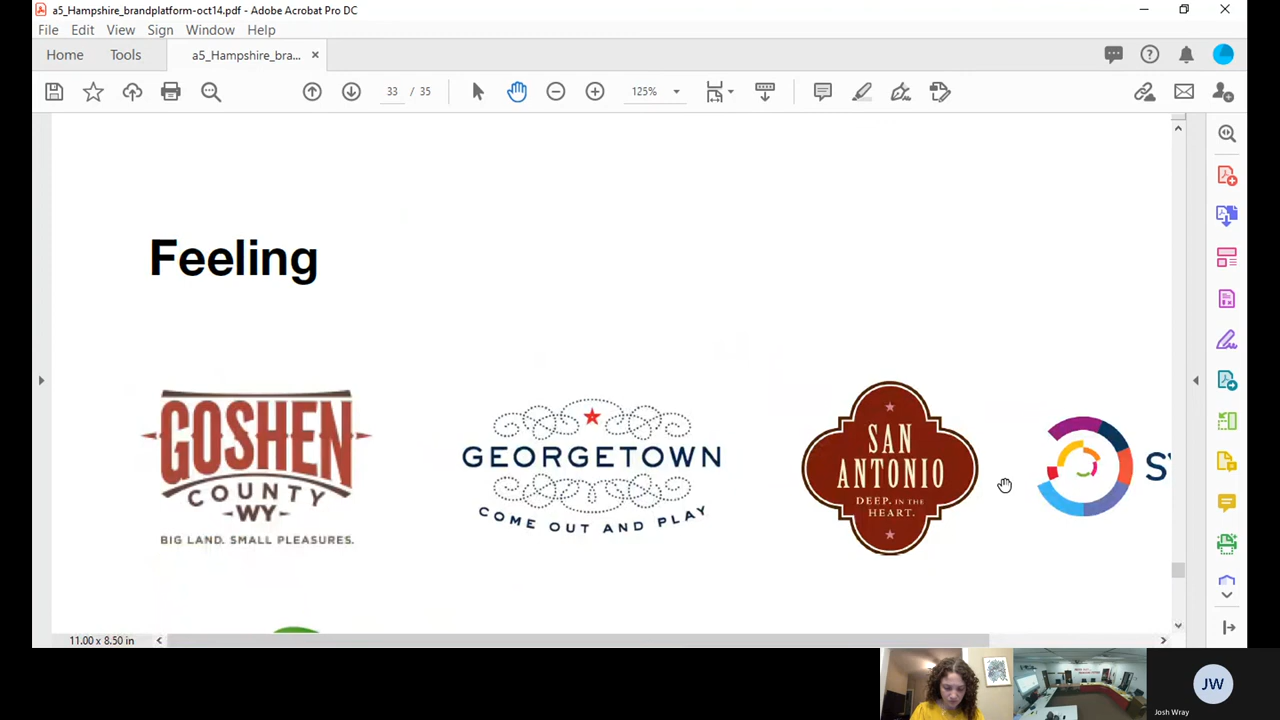 a5_Hampshire_brandplatform-oct14.pdf - Adobe Acrobat Pro DC
File Edit View Sign Window Help
Home Tools a5_Hampshire_bra... ×
33 / 35 125%
Feeling
GOSHEN
COUNTY
WY
BIG LAND. SMALL PLEASURES.
GEORGETOWN
COME OUT AND PLAY
SAN
ANTONIO
DEEP. IN THE
HEART.
11.00 x 8.50 in
JW
Josh Wray